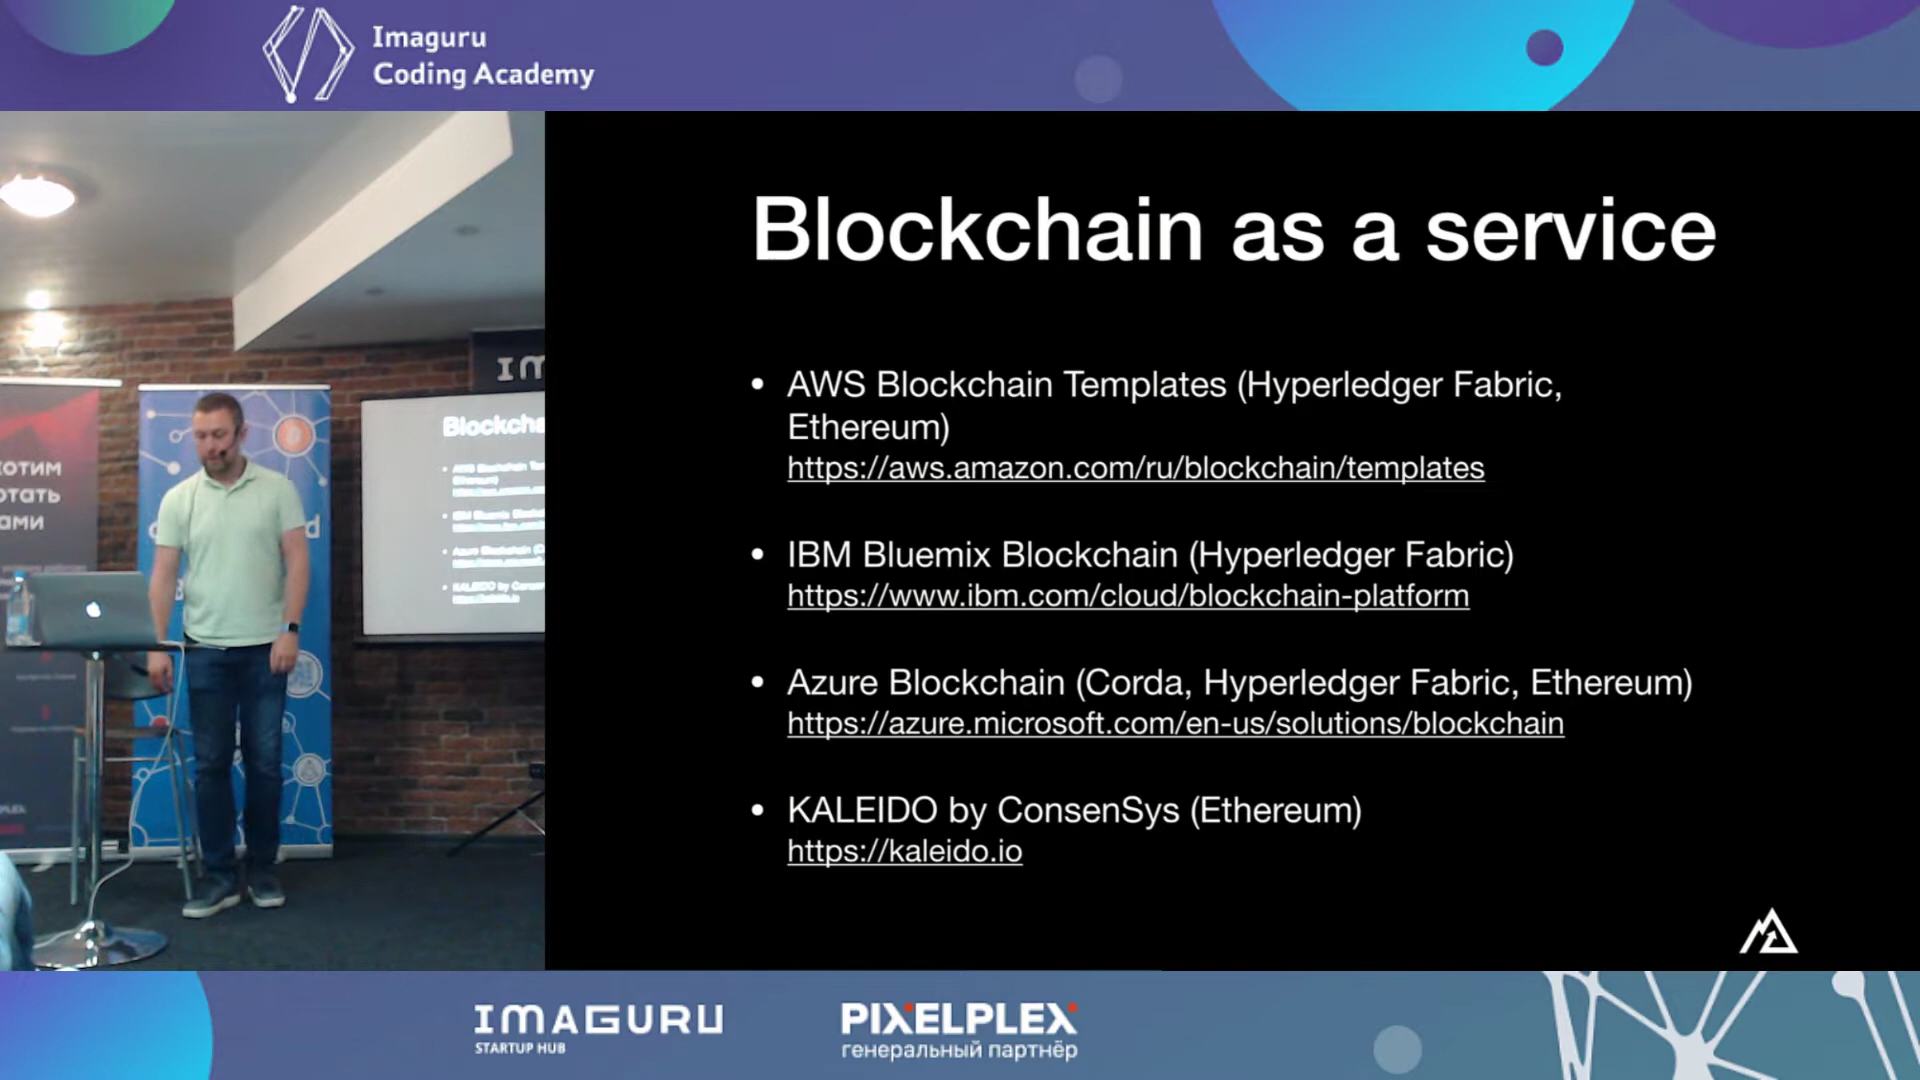 Imaguru
Coding Academy
Blockchain as a service
• AWS Blockchain Templates (Hyperledger Fabric,
Ethereum)
https://aws.amazon.com/ru/blockchain/templates
• IBM Bluemix Blockchain (Hyperledger Fabric)
https://www.ibm.com/cloud/blockchain-platform
• Azure Blockchain (Corda, Hyperledger Fabric, Ethereum)
https://azure.microsoft.com/en-us/solutions/blockchain
• KALEIDO by ConsenSys (Ethereum)
https://kaleido.io
IMAGURU
STARTUP HUB
PIXELPLEX
генеральный партнёр